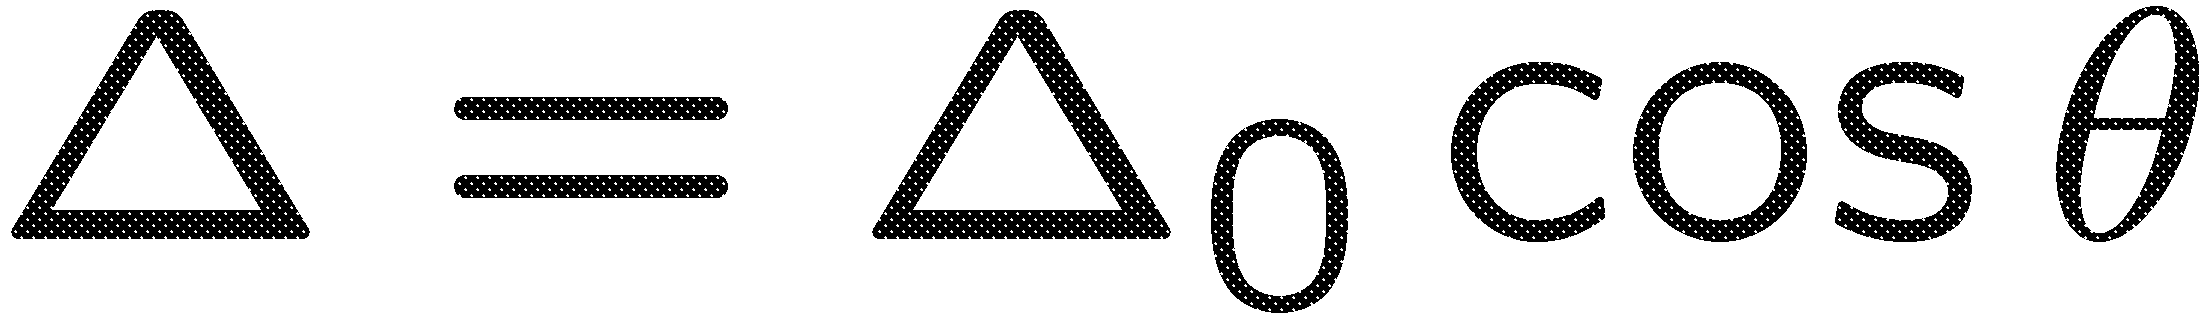 Δ = Δ₀ cos θ